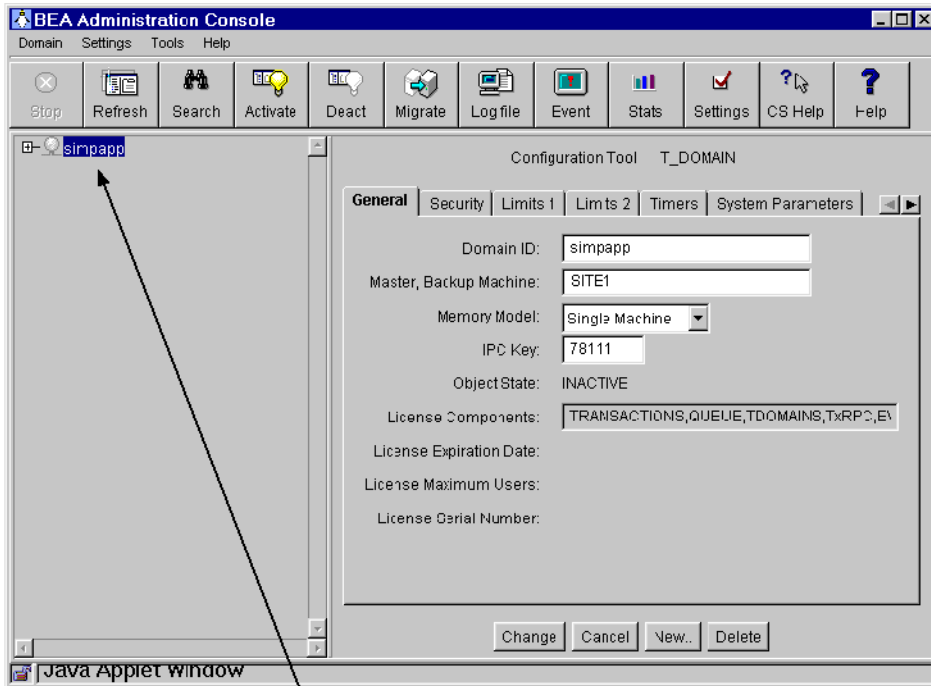 BEA Administration Console
Domain Settings Tools Help
Stop Refresh Search Activate Deact Migrate Log file Event Stats Settings CS Help Help
simpapp
Configuration Tool T_DOMAIN
General Security Limits 1 Limits 2 Timers System Parameters
Domain ID: simpapp
Master, Backup Machine: SITE1
Memory Model: Single Machine
IPC Key: 78111
Object State: INACTIVE
License Components: TRANSACTIONS,QUEUE,TDOMAINS,TxRPC,EV
License Expiration Date:
License Maximum Users:
License Serial Number:
Change Cancel New.. Delete
Java Applet Window